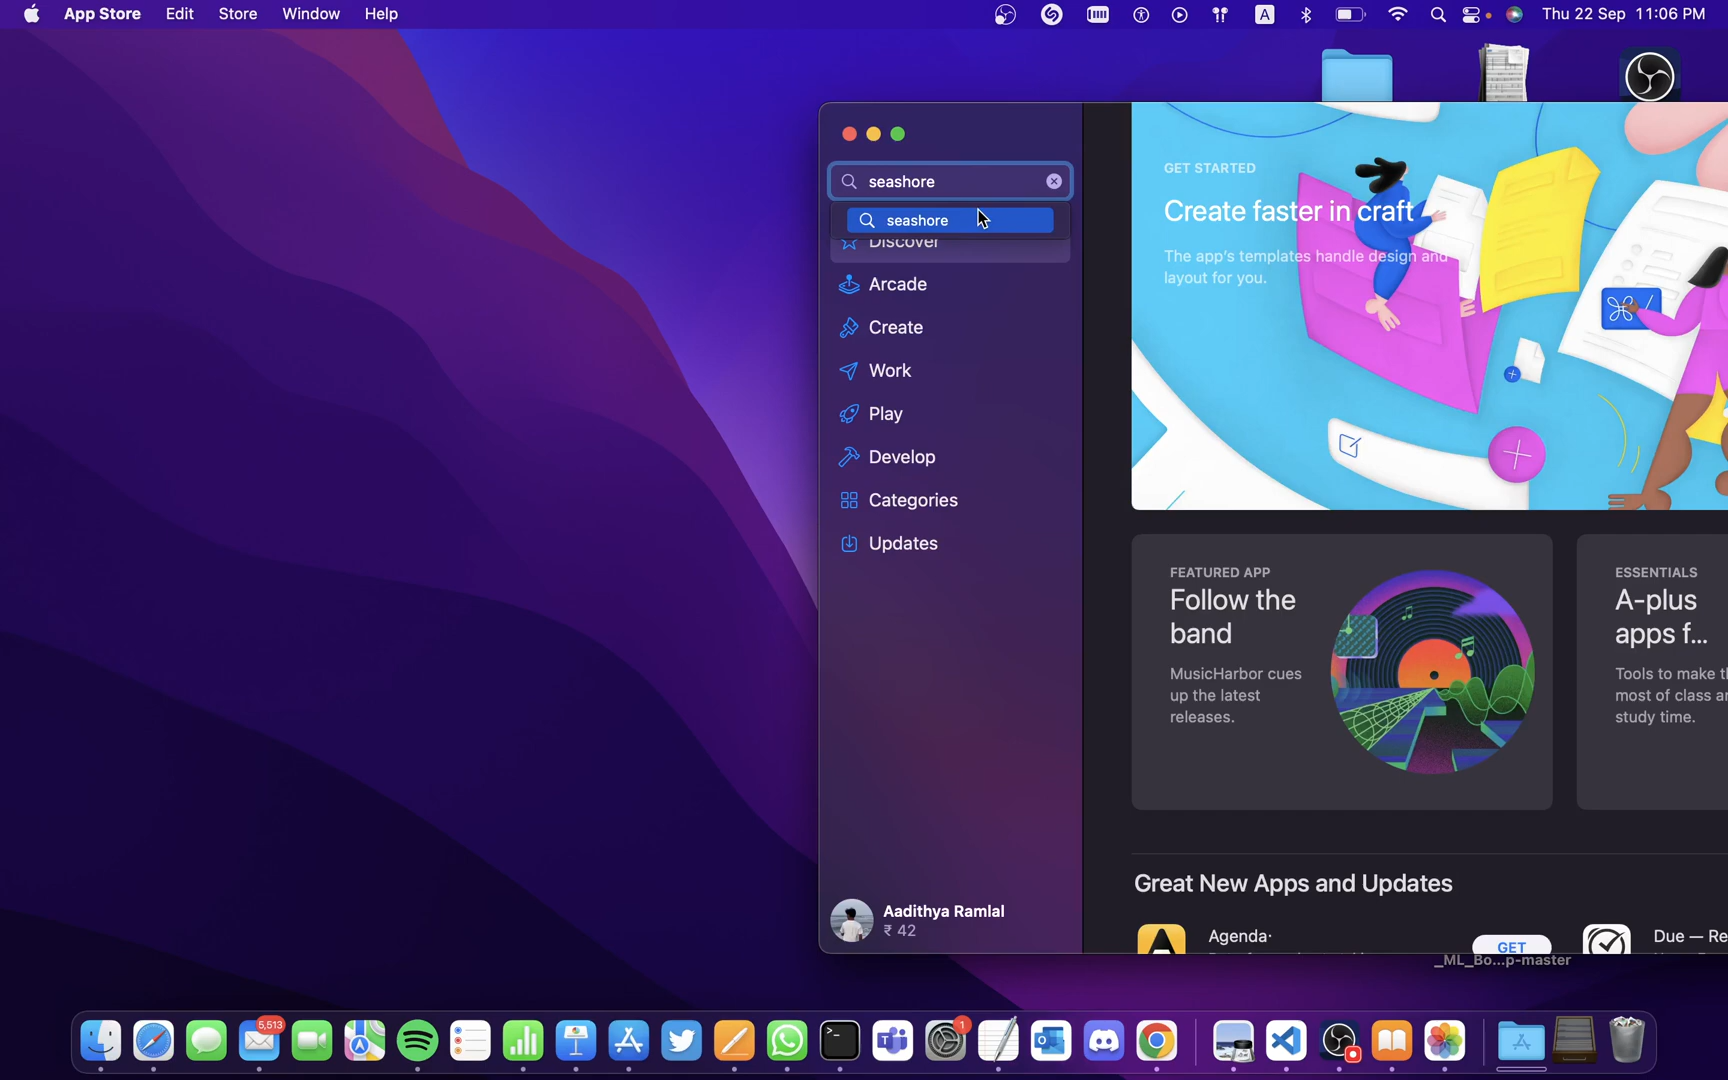 App Store Edit Store Window Help
A
Thu 22 Sep 11:06 PM
seashore
seashore
Discover
Arcade
Create
Work
Play
Develop
Categories
Updates
Aadithya Ramlal
₹ 42
GET STARTED
Create faster in craft
The app's templates handle design and
layout for you.
FEATURED APP
Follow the
band
MusicHarbor cues
up the latest
releases.
ESSENTIALS
A-plus
apps f...
Tools to make t
most of class a
study time.
Great New Apps and Updates
Agenda·
GET
Due — Re
_ML_Bo...p-master
5,513
1